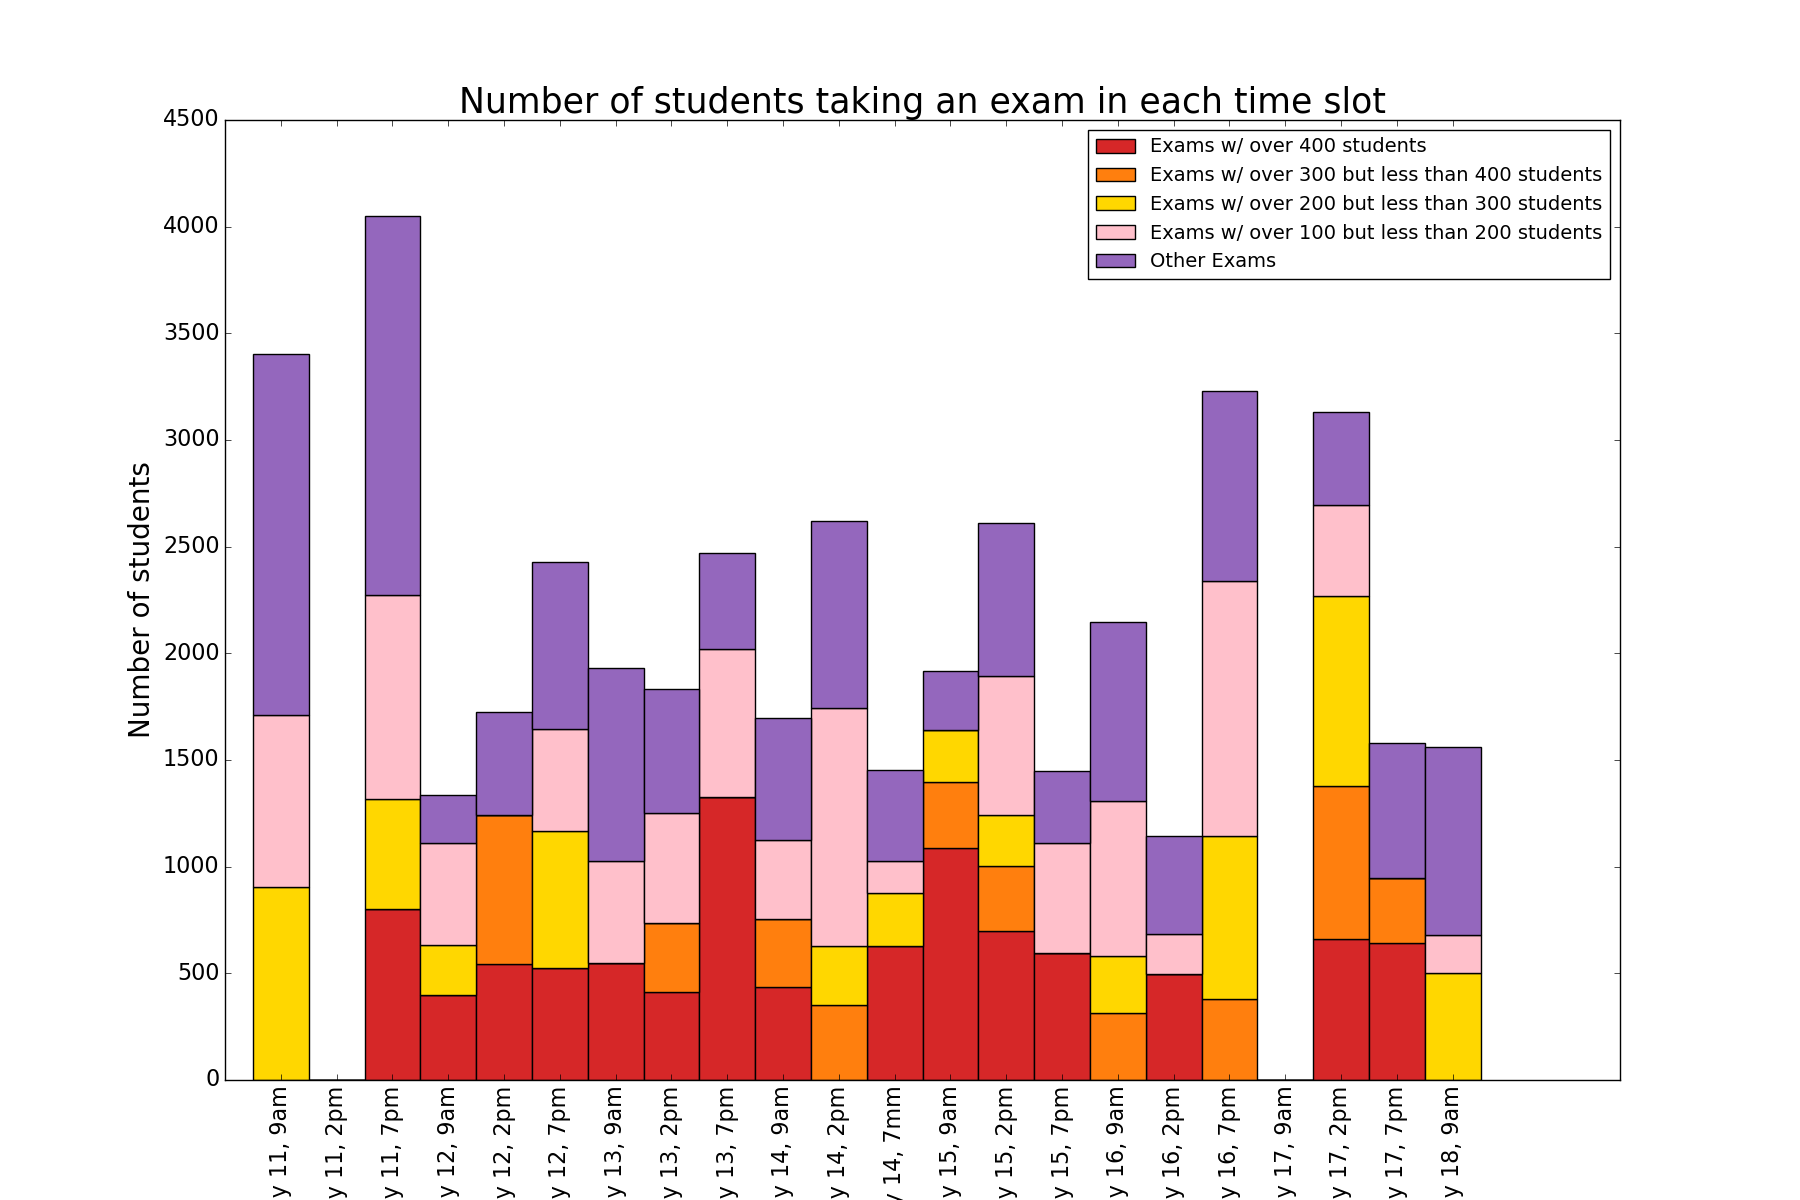 Number of students taking an exam in each time slot
Exams w/ over 400 students
Exams w/ over 300 but less than 400 students
Exams w/ over 200 but less than 300 students
Exams w/ over 100 but less than 200 students
Other Exams
Number of students
4500
4000
3500
3000
2500
2000
1500
1000
500
0
y 11, 9am
y 11, 2pm
y 11, 7pm
y 12, 9am
y 12, 2pm
y 12, 7pm
y 13, 9am
y 13, 2pm
y 13, 7pm
y 14, 9am
y 14, 2pm
y 14, 7mm
y 15, 9am
y 15, 2pm
y 15, 7pm
y 16, 9am
y 16, 2pm
y 16, 7pm
y 17, 9am
y 17, 2pm
y 17, 7pm
y 18, 9am